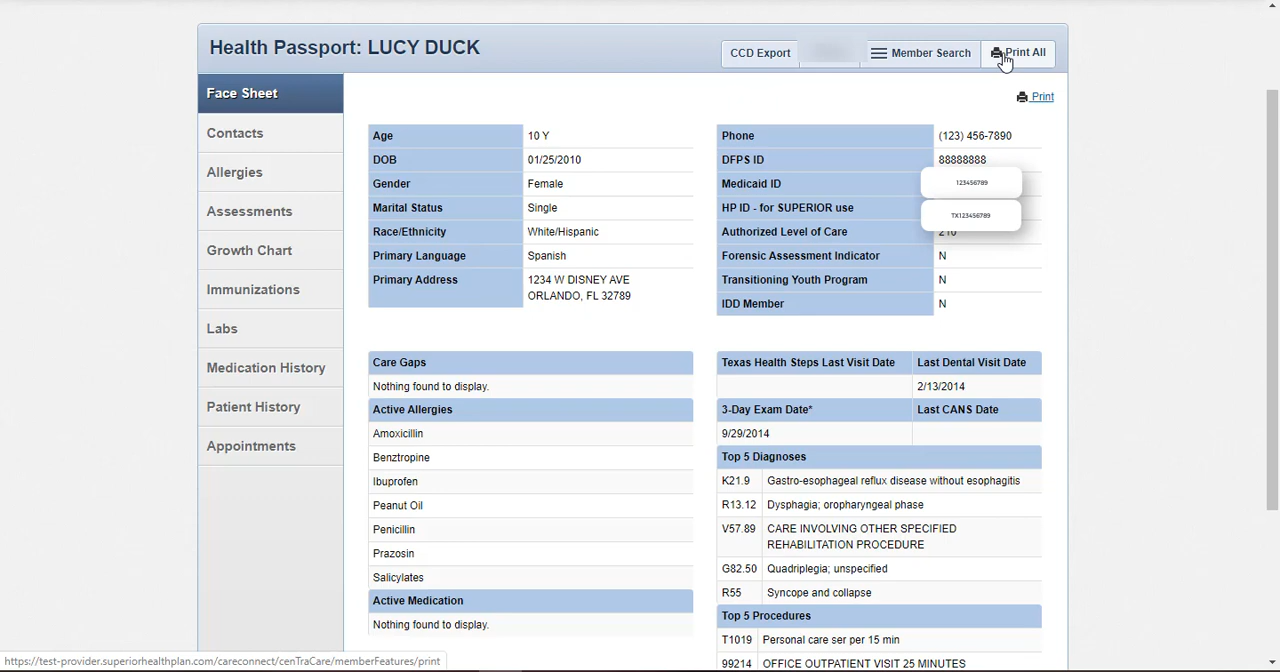 Health Passport: LUCY DUCK
CCD Export
Member Search
Print All
Face Sheet
Contacts
Allergies
Assessments
Growth Chart
Immunizations
Labs
Medication History
Patient History
Appointments
Print
Age 10 Y
DOB 01/25/2010
Gender Female
Marital Status Single
Race/Ethnicity White/Hispanic
Primary Language Spanish
Primary Address 1234 W DISNEY AVE
ORLANDO, FL 32789
Phone (123) 456-7890
DFPS ID 88888888
Medicaid ID 123456789
HP ID - for SUPERIOR use TX123456789
Authorized Level of Care 210
Forensic Assessment Indicator N
Transitioning Youth Program N
IDD Member N
Care Gaps
Nothing found to display.
Active Allergies
Amoxicillin
Benztropine
Ibuprofen
Peanut Oil
Penicillin
Prazosin
Salicylates
Active Medication
Nothing found to display.
Texas Health Steps Last Visit Date Last Dental Visit Date
2/13/2014
3-Day Exam Date* Last CANS Date
9/29/2014
Top 5 Diagnoses
K21.9 Gastro-esophageal reflux disease without esophagitis
R13.12 Dysphagia; oropharyngeal phase
V57.89 CARE INVOLVING OTHER SPECIFIED
REHABILITATION PROCEDURE
G82.50 Quadriplegia; unspecified
R55 Syncope and collapse
Top 5 Procedures
T1019 Personal care ser per 15 min
99214 OFFICE OUTPATIENT VISIT 25 MINUTES
https://test-provider.superiorhealthplan.com/careconnect/cenTraCare/memberFeatures/print